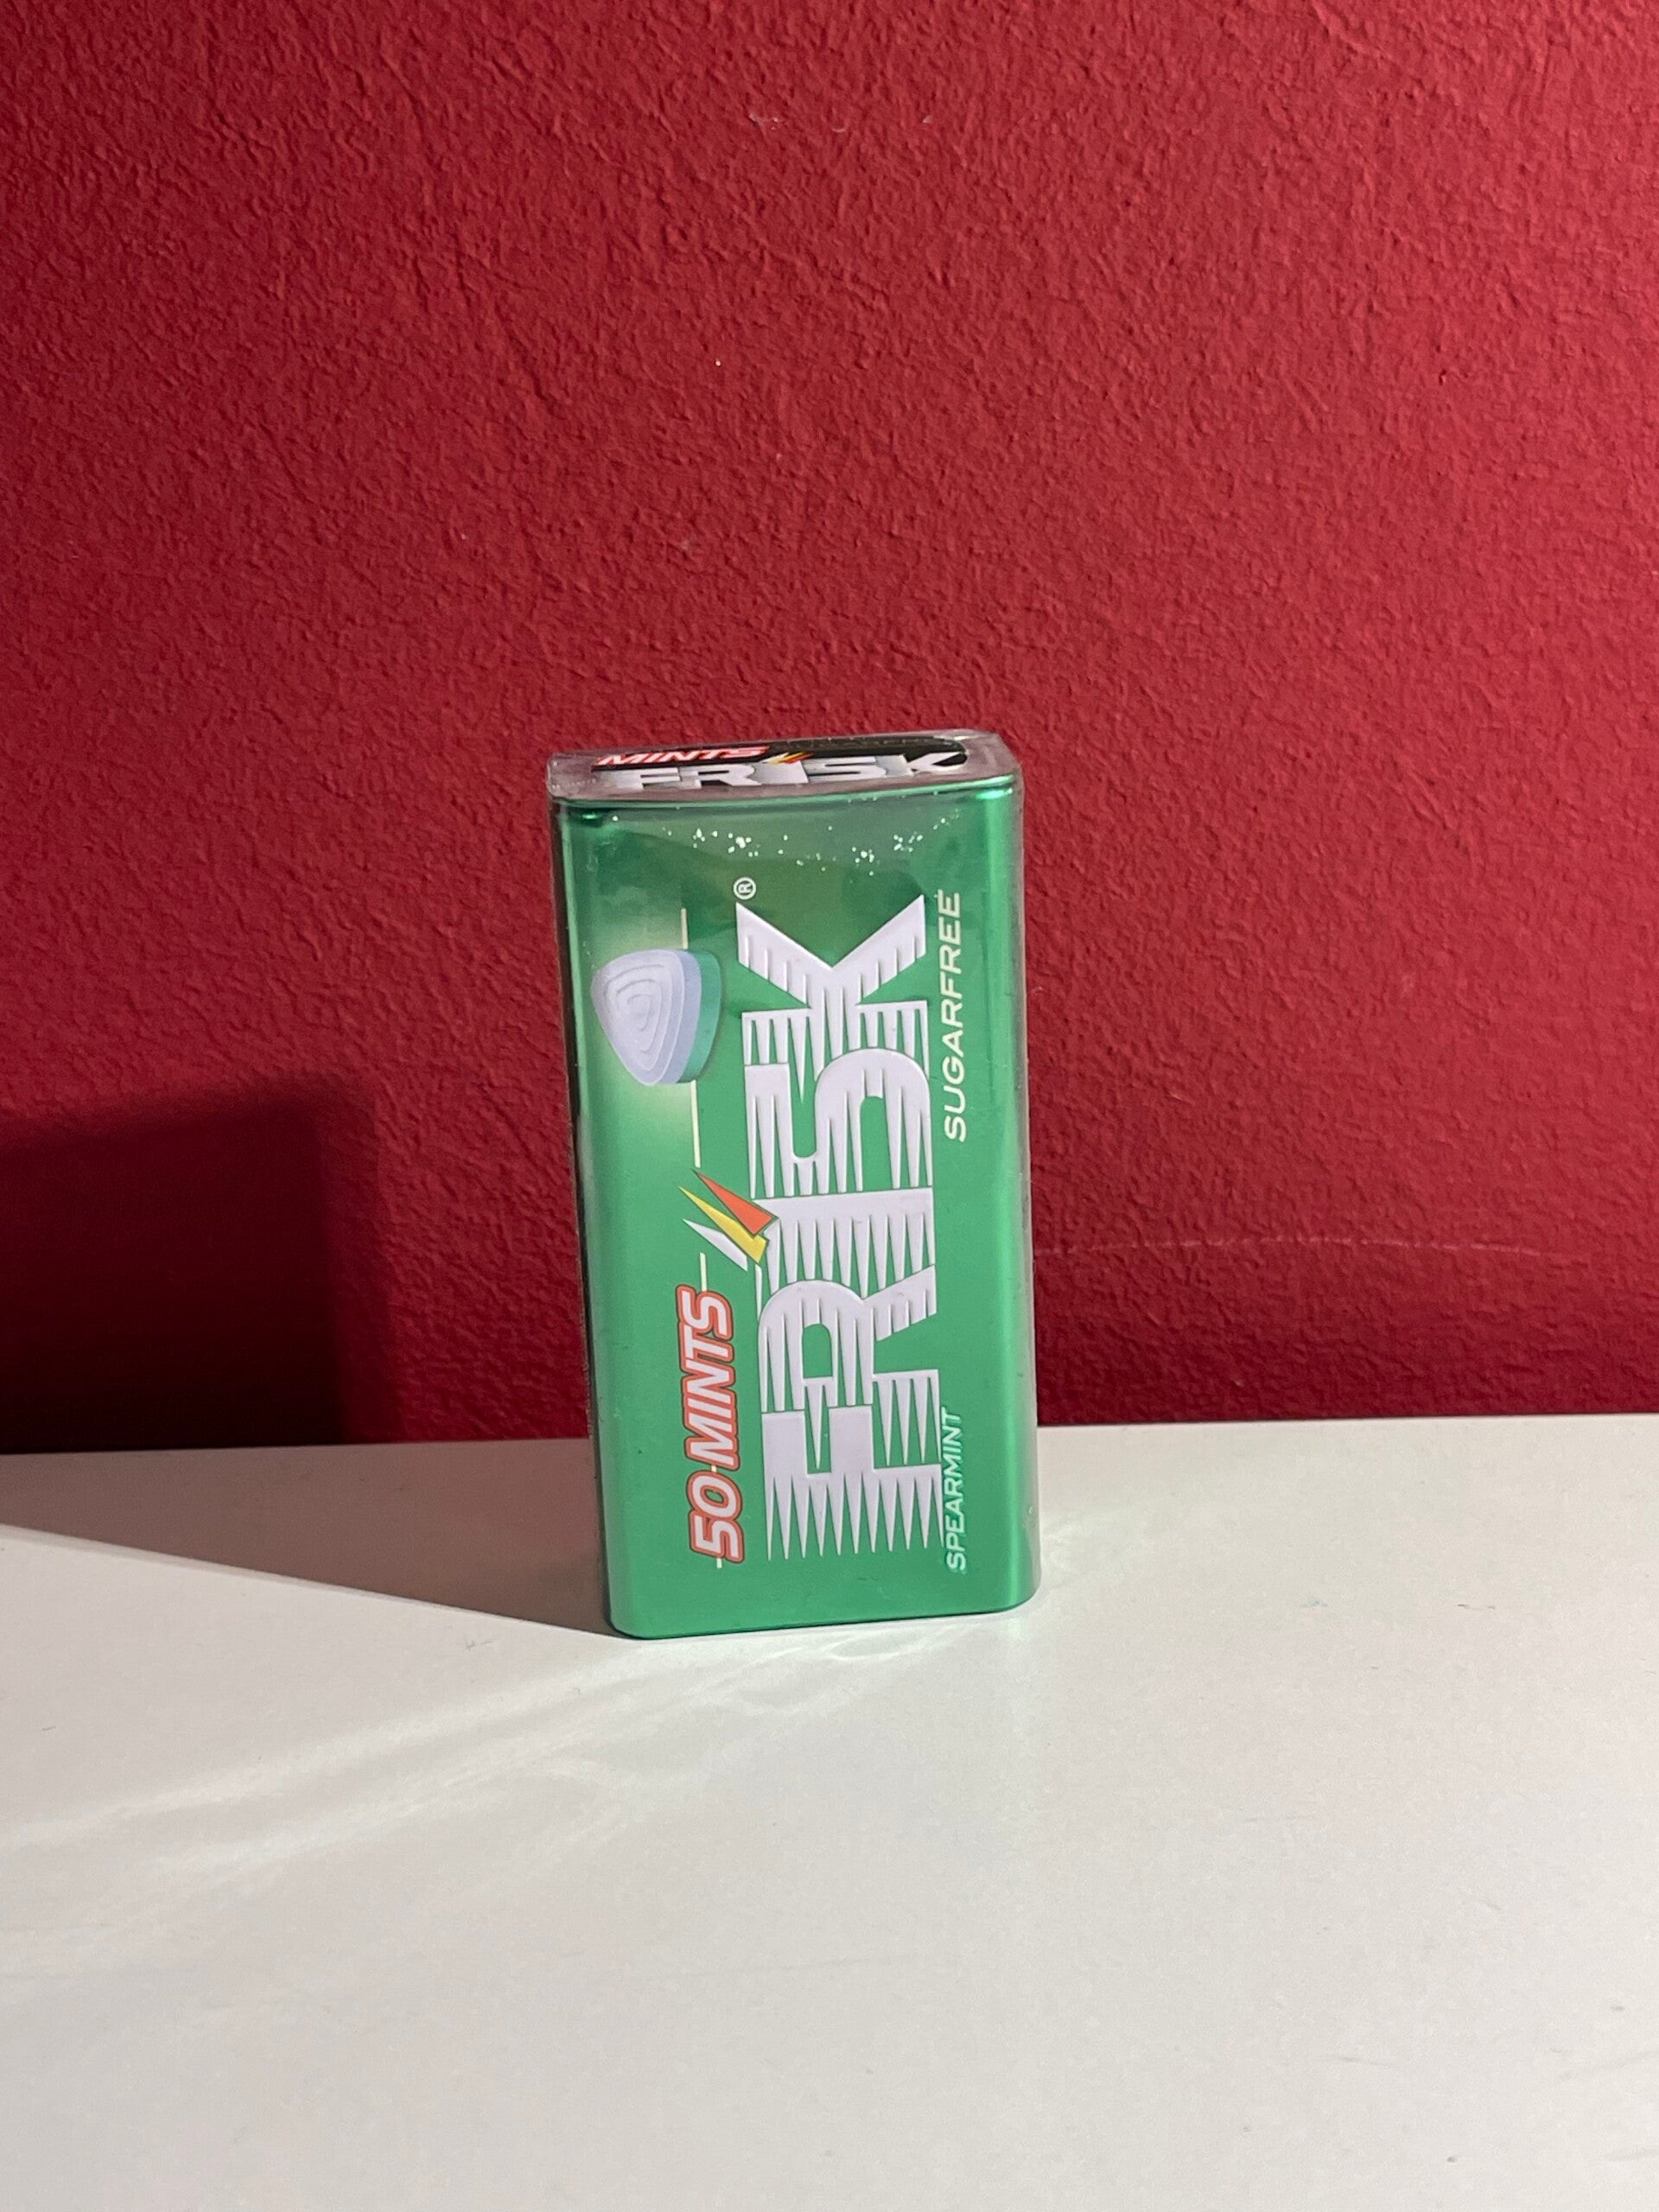 MINTS
FRISK
50 MINTS
FRISK®
SPEARMINT SUGARFREE